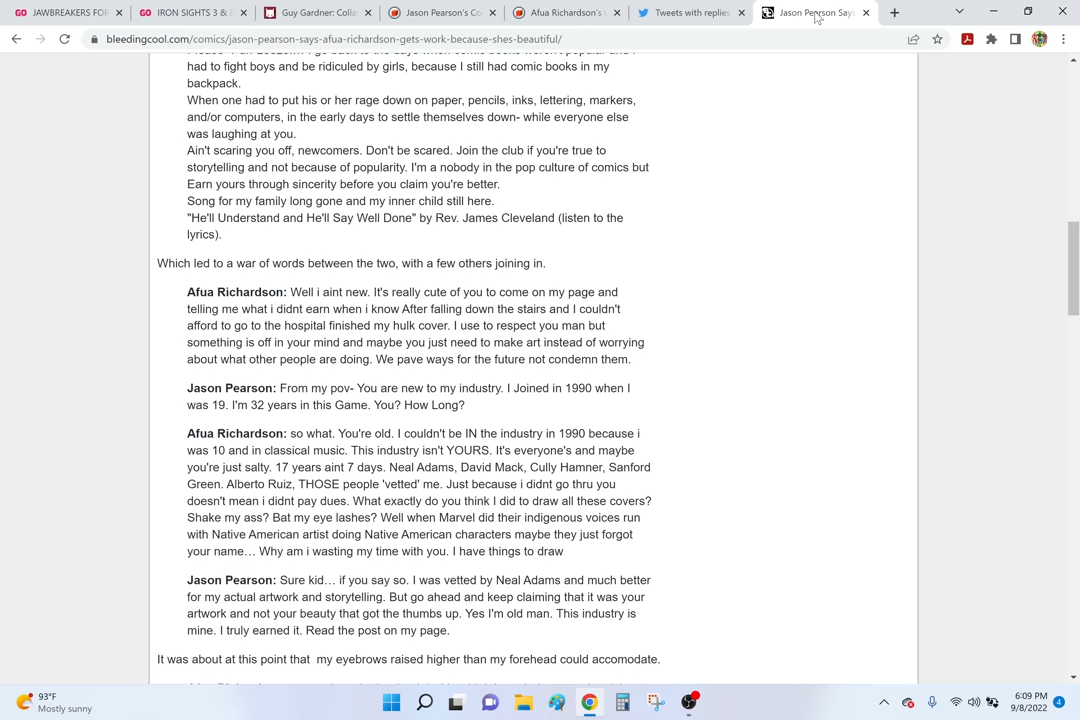 JAWBREAKERS FOR
IRON SIGHTS 3 &
Guy Gardner: Colla
Jason Pearson's Co
Afua Richardson's
Tweets with replies
Jason Pearson Says
bleedingcool.com/comics/jason-pearson-says-afua-richardson-gets-work-because-shes-beautiful/
had to fight boys and be ridiculed by girls, because I still had comic books in my
backpack.
When one had to put his or her rage down on paper, pencils, inks, lettering, markers,
and/or computers, in the early days to settle themselves down- while everyone else
was laughing at you.
Ain't scaring you off, newcomers. Don't be scared. Join the club if you're true to
storytelling and not because of popularity. I'm a nobody in the pop culture of comics but
Earn yours through sincerity before you claim you're better.
Song for my family long gone and my inner child still here.
"He'll Understand and He'll Say Well Done" by Rev. James Cleveland (listen to the
lyrics).
Which led to a war of words between the two, with a few others joining in.
Afua Richardson: Well i aint new. It's really cute of you to come on my page and
telling me what i didnt earn when i know After falling down the stairs and I couldn't
afford to go to the hospital finished my hulk cover. I use to respect you man but
something is off in your mind and maybe you just need to make art instead of worrying
about what other people are doing. We pave ways for the future not condemn them.
Jason Pearson: From my pov- You are new to my industry. I Joined in 1990 when I
was 19. I'm 32 years in this Game. You? How Long?
Afua Richardson: so what. You're old. I couldn't be IN the industry in 1990 because i
was 10 and in classical music. This industry isn't YOURS. It's everyone's and maybe
you're just salty. 17 years aint 7 days. Neal Adams, David Mack, Cully Hamner, Sanford
Green. Alberto Ruiz, THOSE people 'vetted' me. Just because i didnt go thru you
doesn't mean i didnt pay dues. What exactly do you think I did to draw all these covers?
Shake my ass? Bat my eye lashes? Well when Marvel did their indigenous voices run
with Native American artist doing Native American characters maybe they just forgot
your name… Why am i wasting my time with you. I have things to draw
Jason Pearson: Sure kid… if you say so. I was vetted by Neal Adams and much better
for my actual artwork and storytelling. But go ahead and keep claiming that it was your
artwork and not your beauty that got the thumbs up. Yes I'm old man. This industry is
mine. I truly earned it. Read the post on my page.
It was about at this point that my eyebrows raised higher than my forehead could accomodate.
93°F
Mostly sunny
6:09 PM
9/8/2022
4